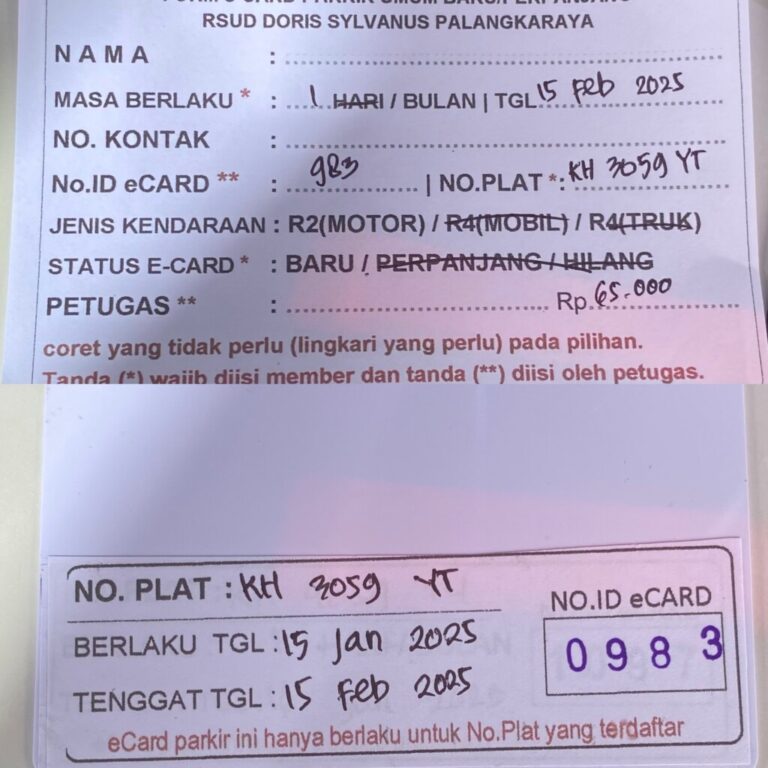 RSUD DORIS SYLVANUS PALANGKARAYA
NAMA :
MASA BERLAKU * : 1 HARI / BULAN | TGL 15 Feb 2025
NO. KONTAK :
No.ID eCARD ** : 983 | NO.PLAT *: KH 3059 YT
JENIS KENDARAAN : R2(MOTOR) / R4(MOBIL) / R4(TRUK)
STATUS E-CARD * : BARU / PERPANJANG / HILANG
PETUGAS ** : Rp. 65.000
coret yang tidak perlu (lingkari yang perlu) pada pilihan.
Tanda (*) wajib diisi member dan tanda (**) diisi oleh petugas.
NO. PLAT : KH 3059 YT
BERLAKU TGL : 15 Jan 2025
TENGGAT TGL : 15 Feb 2025
NO.ID eCARD
0983
eCard parkir ini hanya berlaku untuk No.Plat yang terdaftar